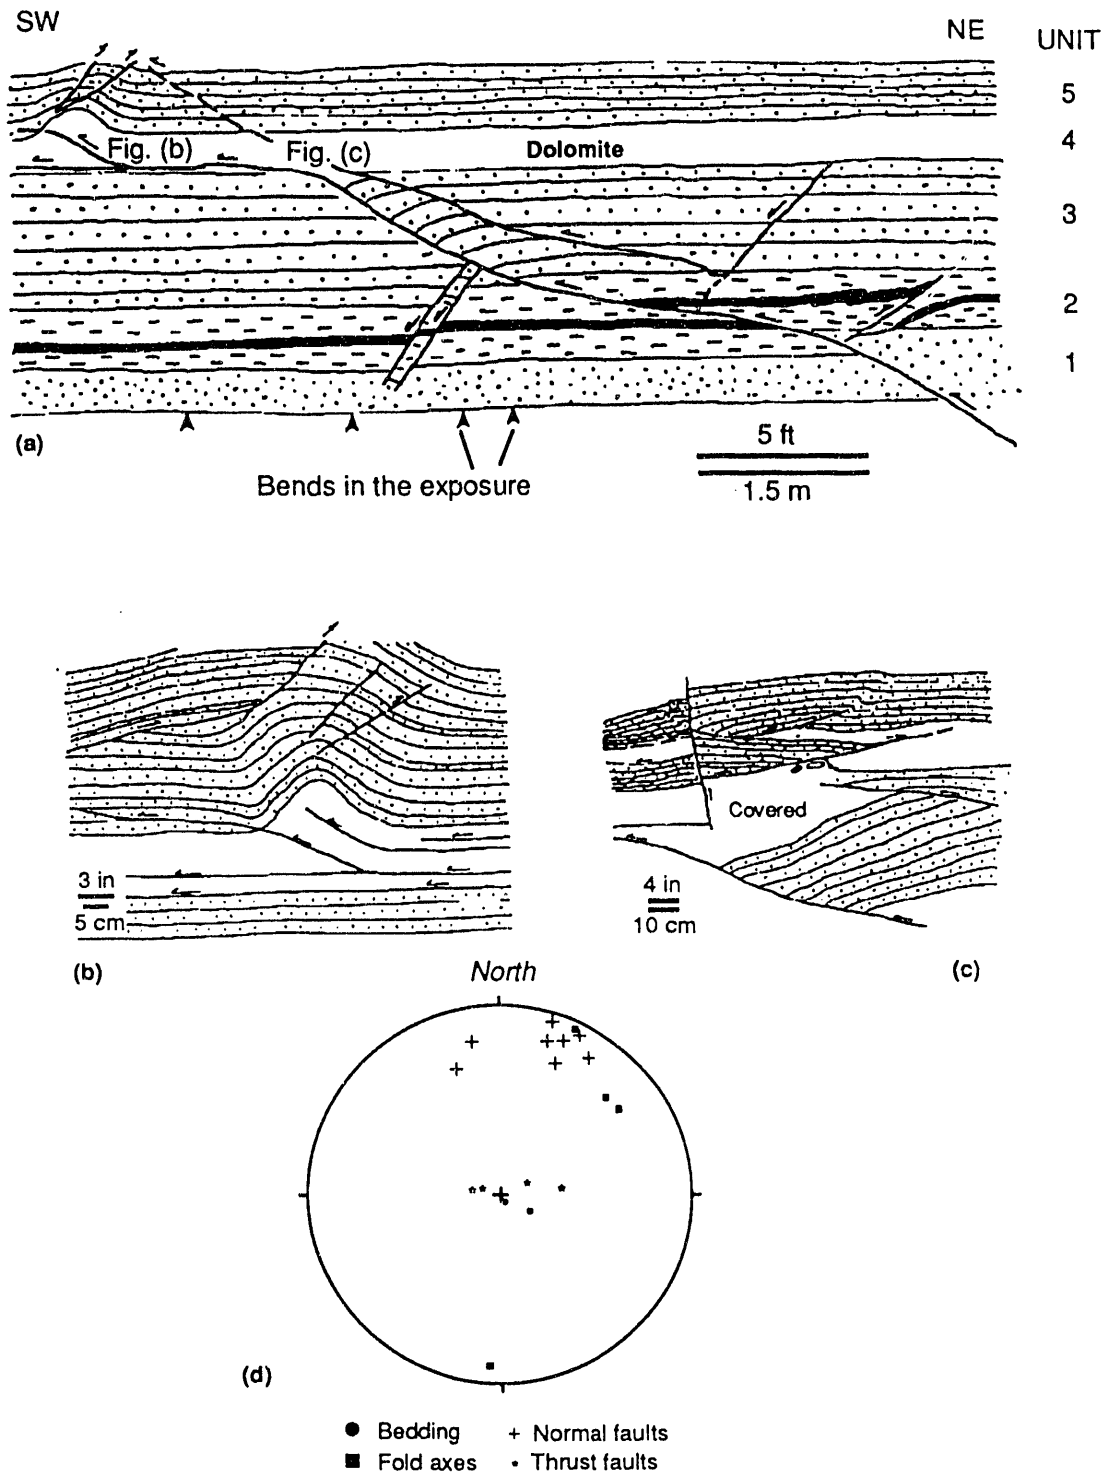 SW
NE
UNIT
5
4
Fig. (b)
Fig. (c)
Dolomite
3
2
1
(a)
5 ft
1.5 m
Bends in the exposure
3 in
5 cm
(b)
Covered
4 in
10 cm
(c)
North
(d)
Bedding
Normal faults
Fold axes
Thrust faults